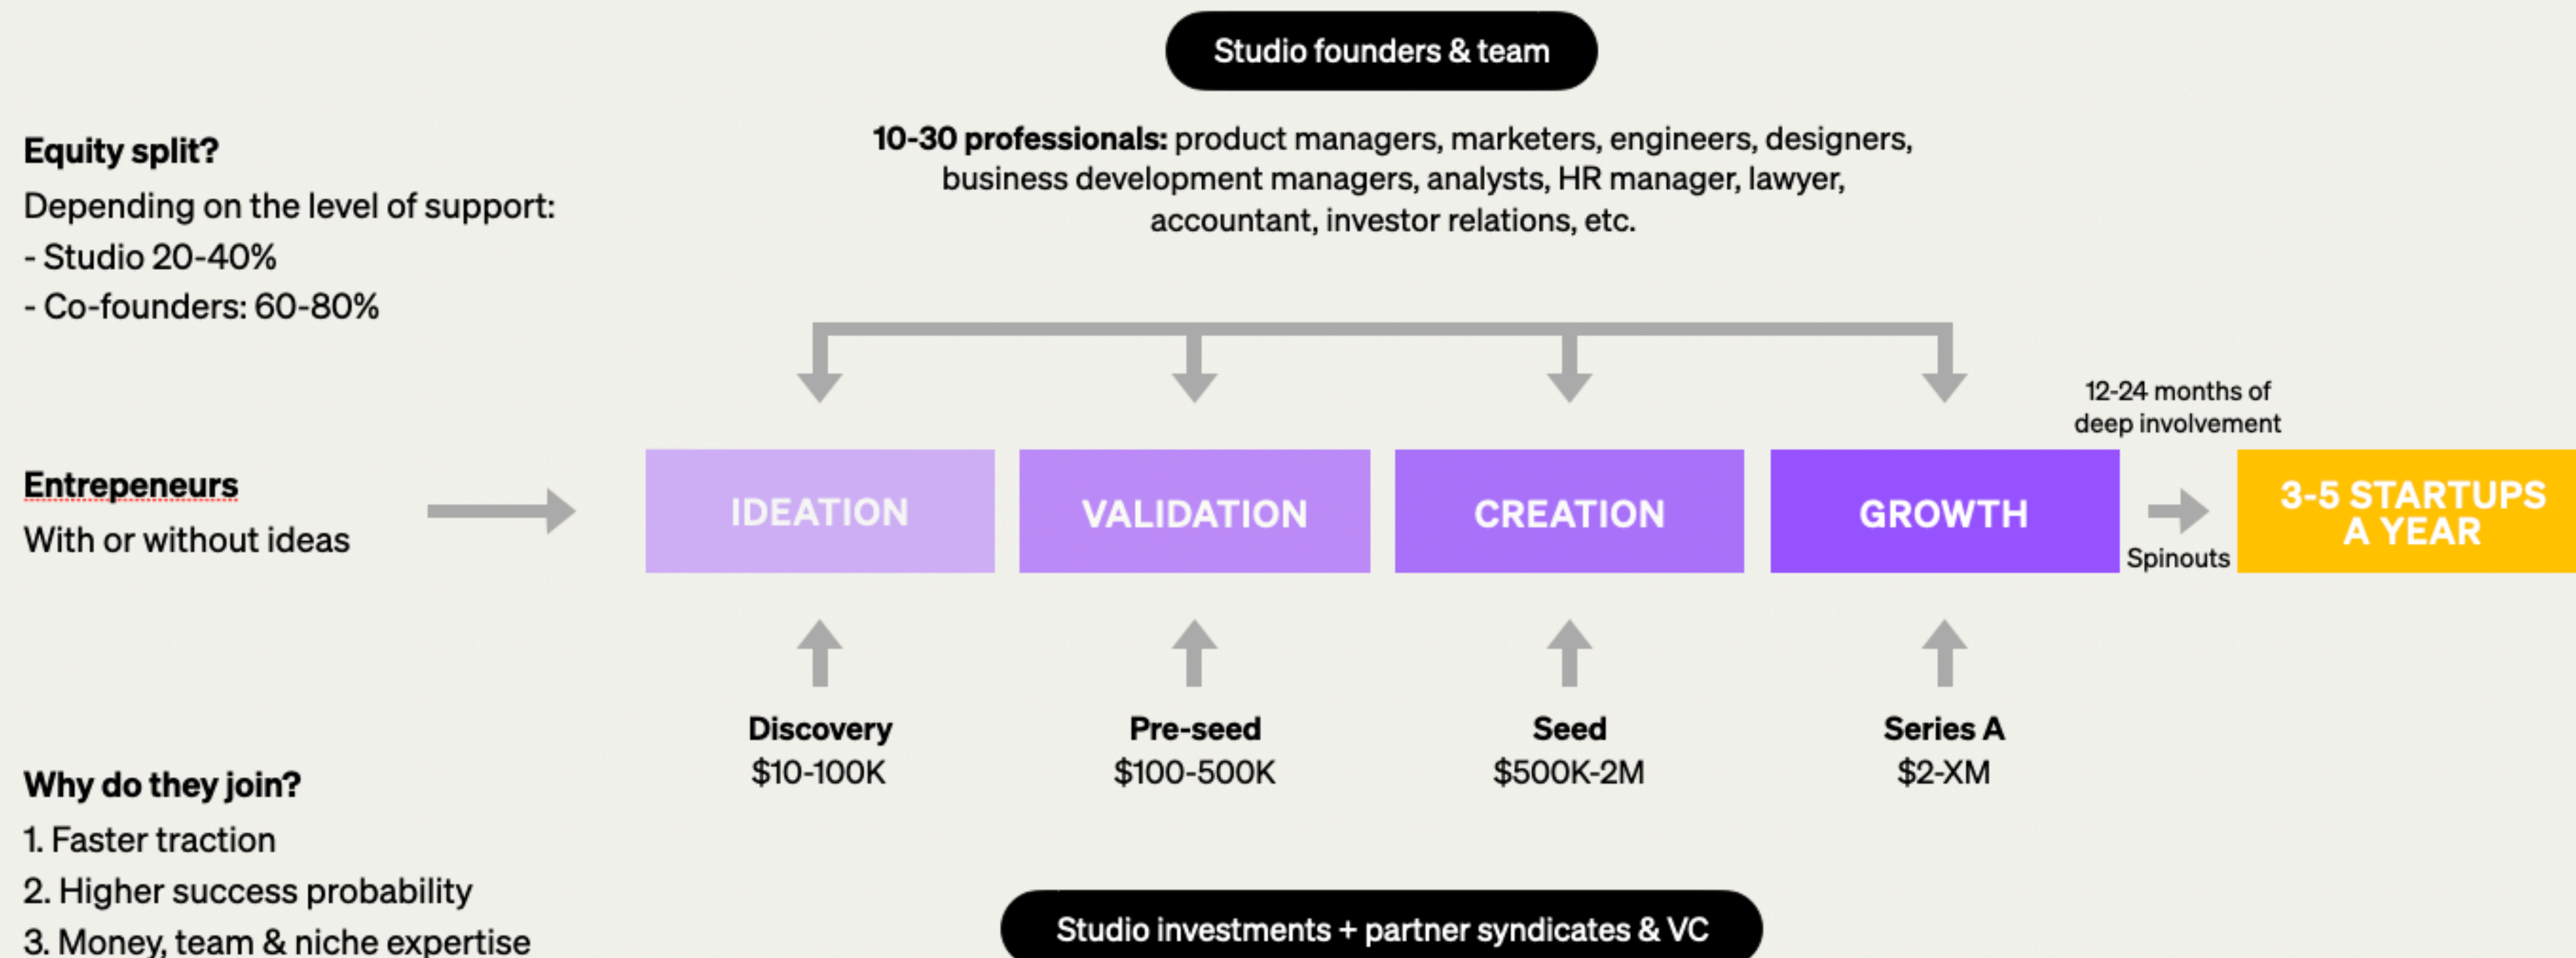 Studio founders & team
10-30 professionals: product managers, marketers, engineers, designers,
business development managers, analysts, HR manager, lawyer,
accountant, investor relations, etc.
Equity split?
Depending on the level of support:
- Studio 20-40%
- Co-founders: 60-80%
Entrepeneurs
With or without ideas
IDEATION
VALIDATION
CREATION
GROWTH
12-24 months of
deep involvement
Spinouts
3-5 STARTUPS
A YEAR
Discovery
$10-100K
Pre-seed
$100-500K
Seed
$500K-2M
Series A
$2-XM
Why do they join?
1. Faster traction
2. Higher success probability
3. Money, team & niche expertise
Studio investments + partner syndicates & VC